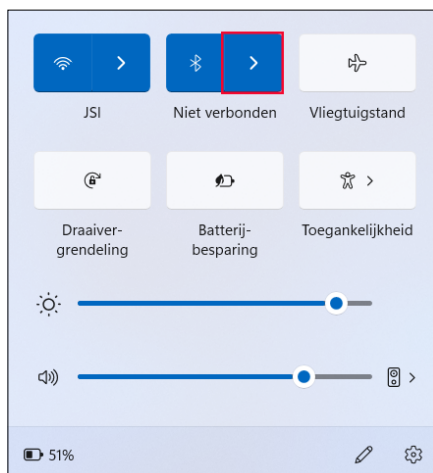 JSI
Niet verbonden
Vliegtuigstand
Draaiver-
grendeling
Batterij-
besparing
Toegankelijkheid
51%